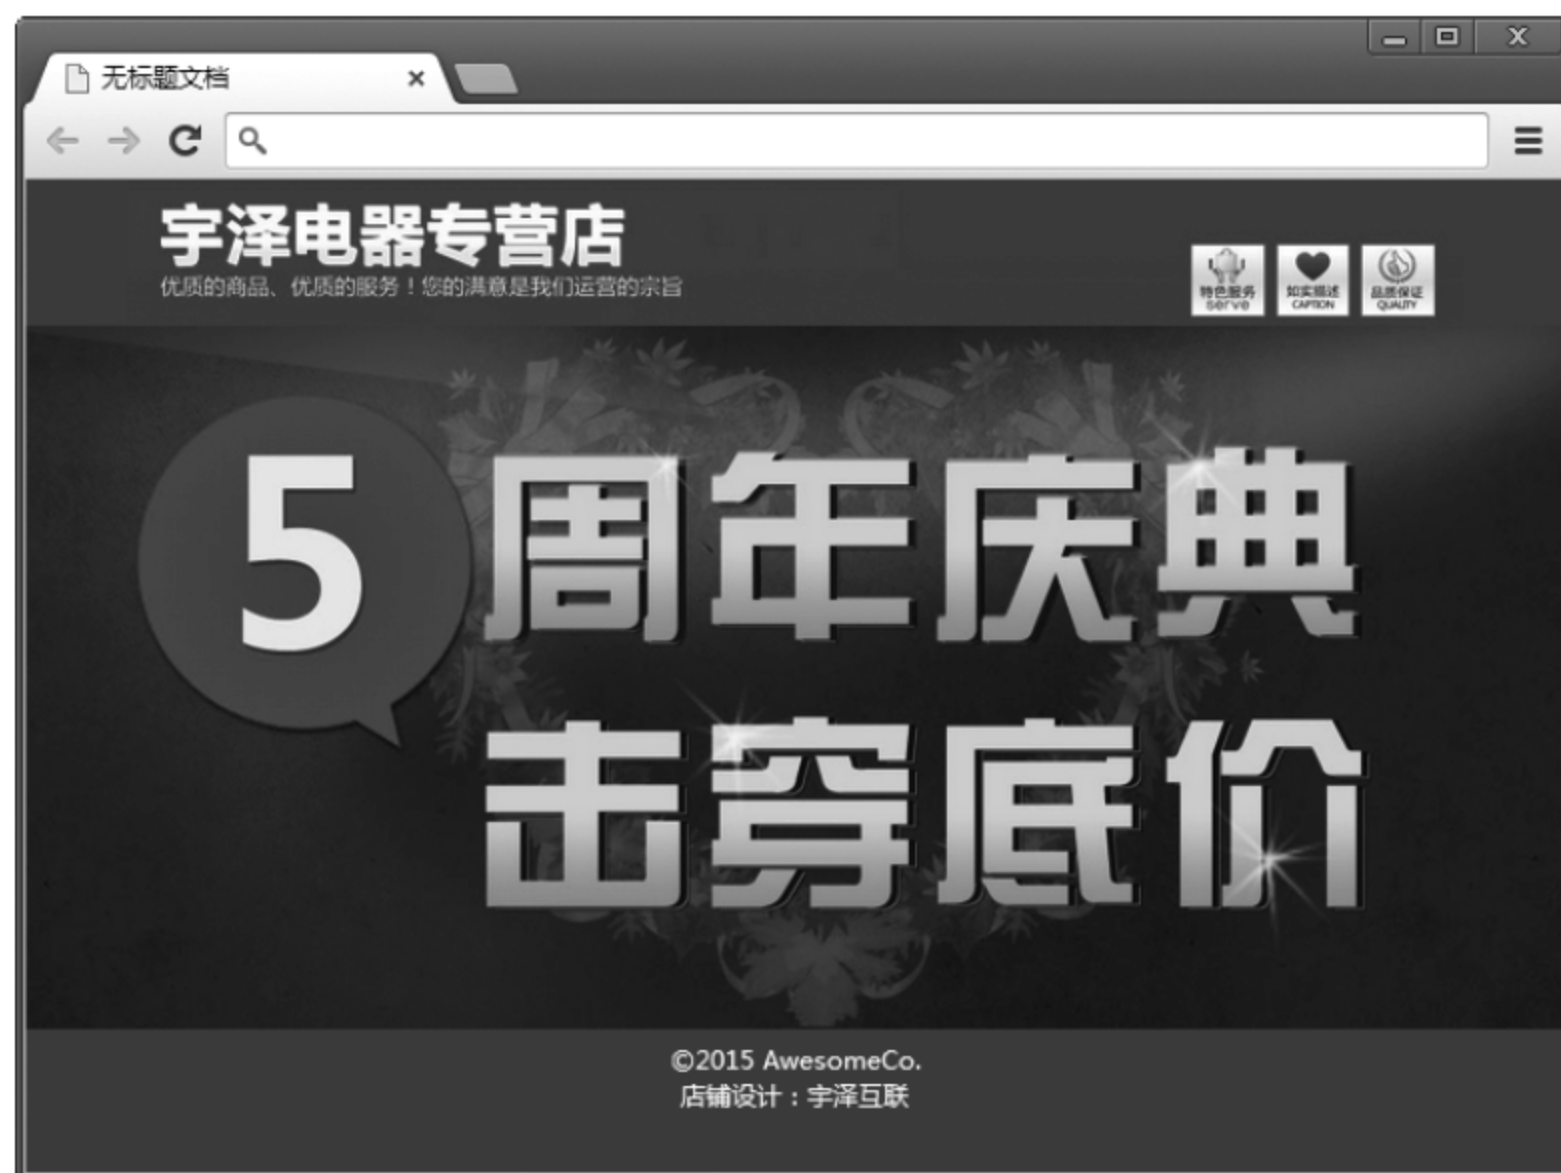 无标题文档
宇泽电器专营店
优质的商品、优质的服务！您的满意是我们运营的宗旨
特色服务
serve
如实描述
CAPTION
品质保证
QUALITY
5周年庆典
击穿底价
©2015 AwesomeCo.
店铺设计：宇泽互联